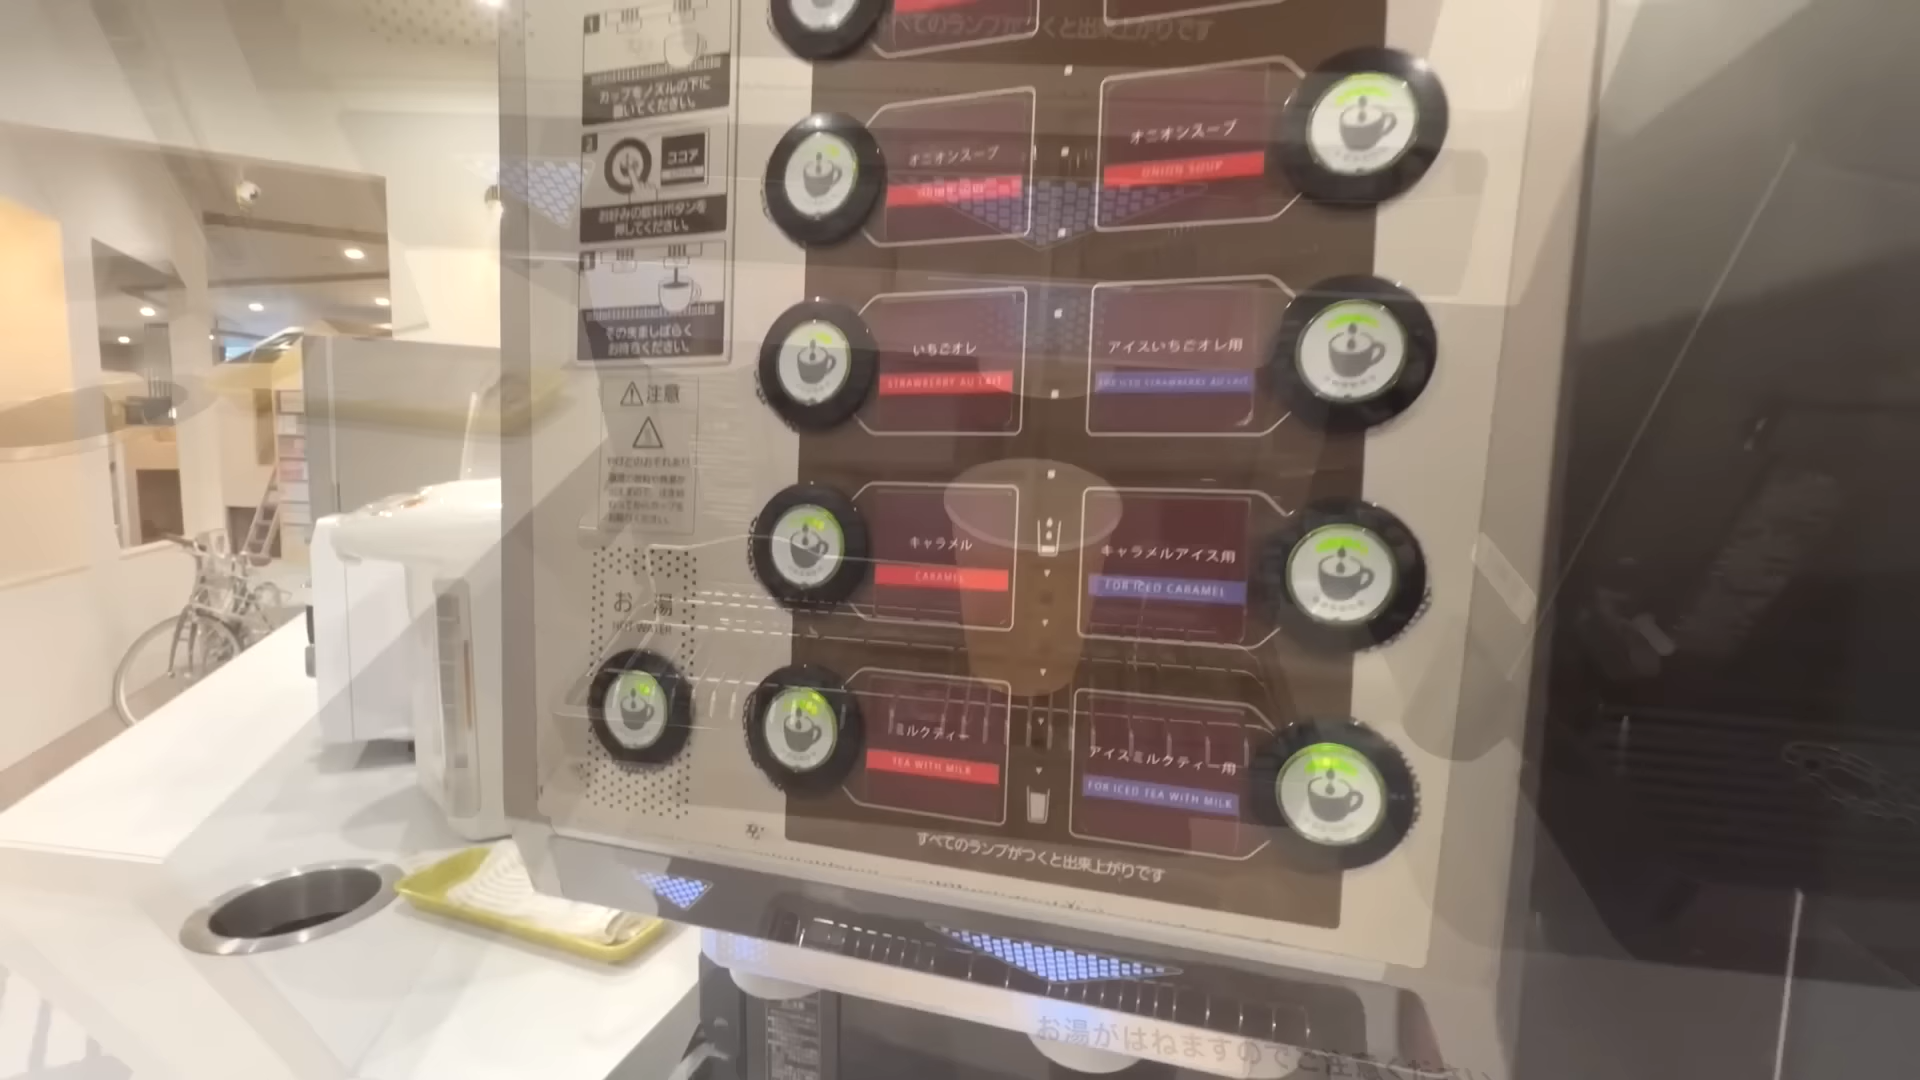 すべてのランプがつくと出来上がりです
1
カップをノズルの下に
置いてください。
2
ココア
お好みの飲料ボタンを
押してください。
そのまましばらく
お待ちください。
注意
お 湯
HOT WATER
オニオンスープ
オニオンスープ
ONION SOUP
いちごオレ
STRAWBERRY AU LAIT
アイスいちごオレ用
FOR ICED STRAWBERRY AU LAIT
キャラメル
CARAMEL
キャラメルアイス用
FOR ICED CARAMEL
ミルクティー
TEA WITH MILK
アイスミルクティー用
FOR ICED TEA WITH MILK
すべてのランプがつくと出来上がりです
お湯がはねますのでご注意ください